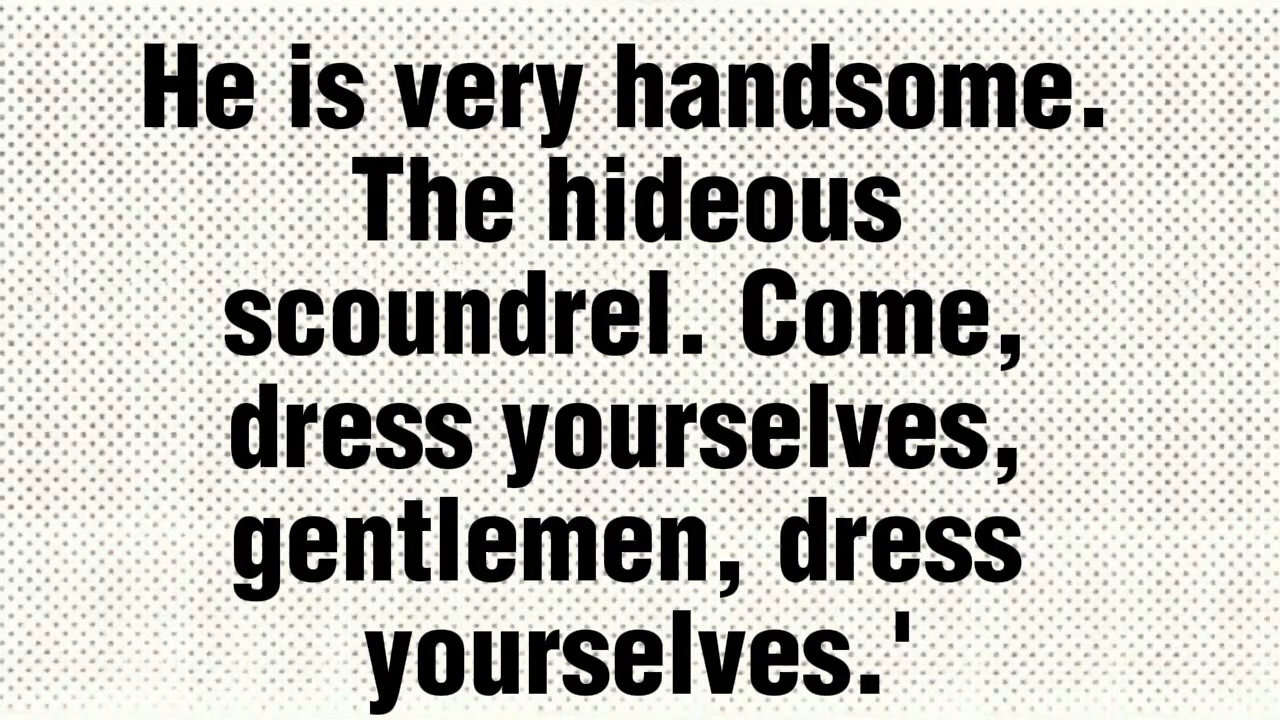 He is very handsome.
The hideous
scoundrel. Come,
dress yourselves,
gentlemen, dress
yourselves.'